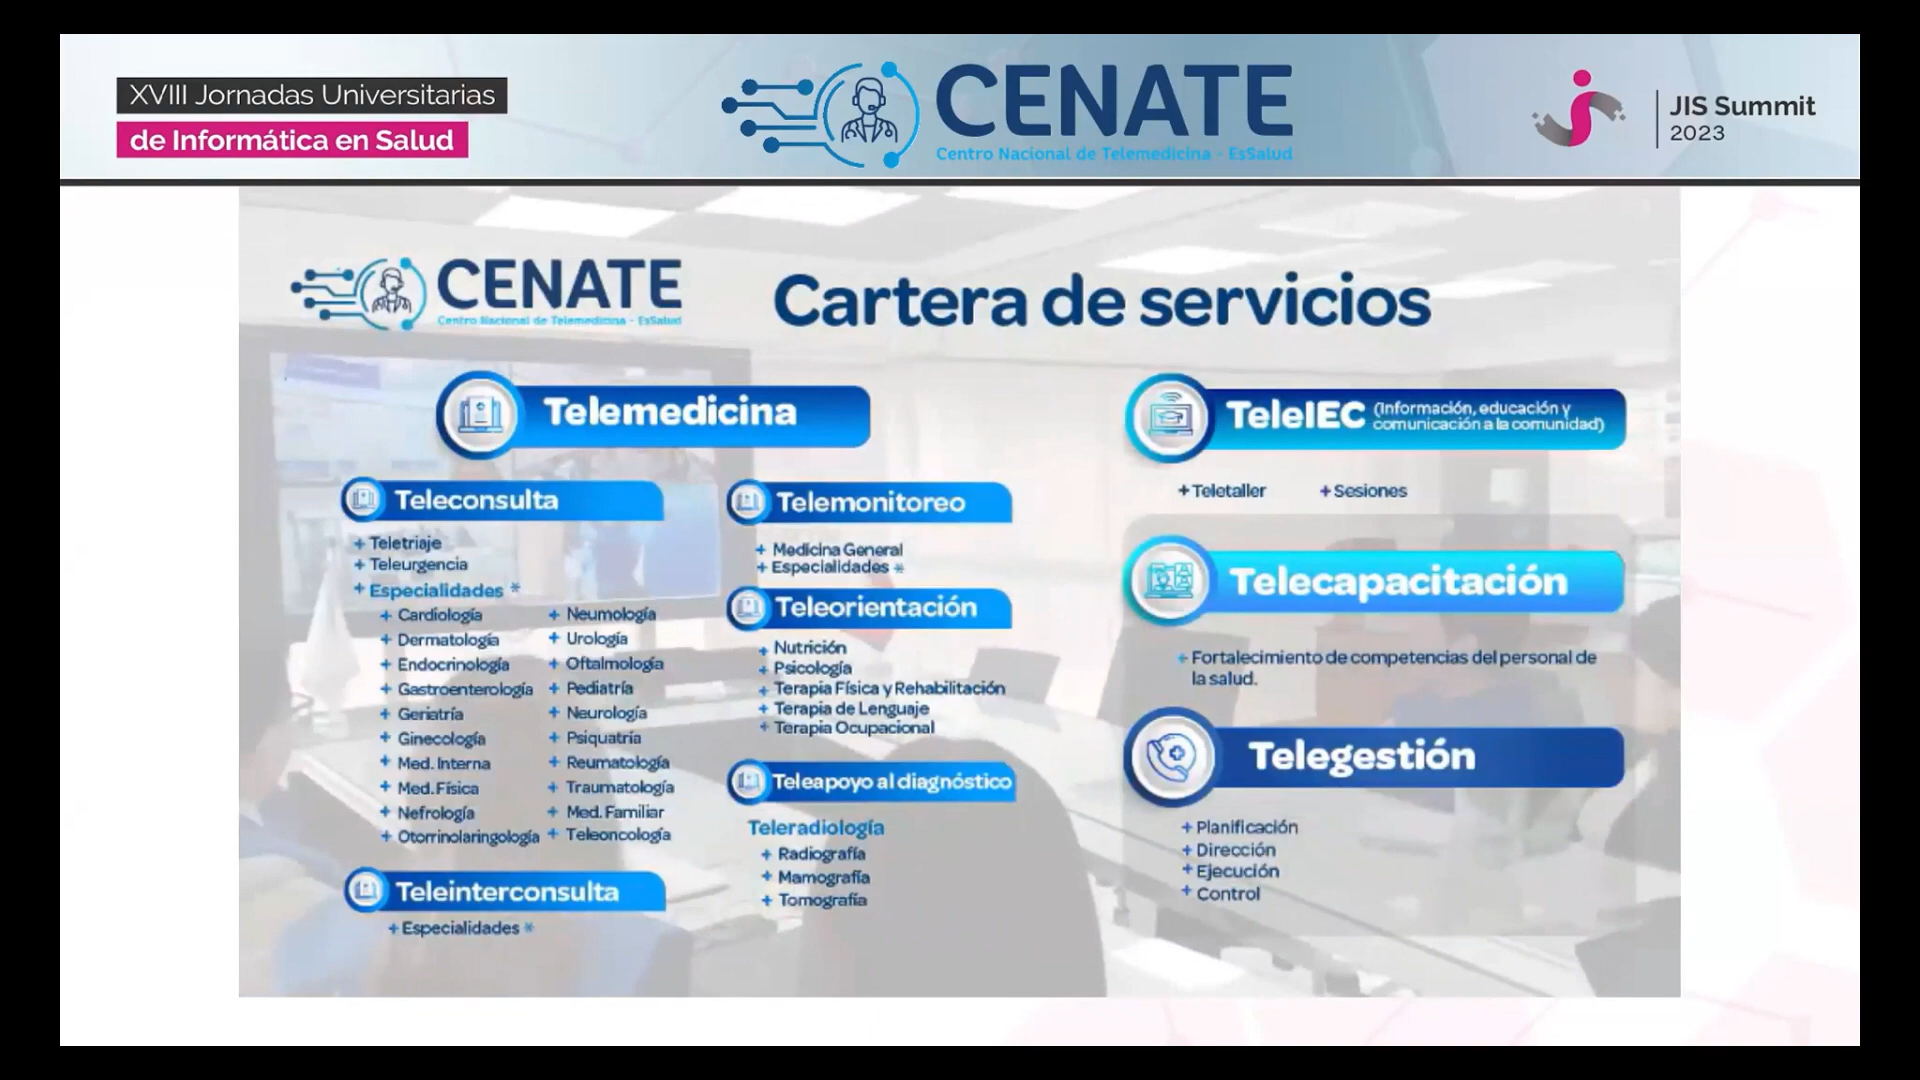 XVIII Jornadas Universitarias
de Informática en Salud
CENATE
Centro Nacional de Telemedicina - EsSalud
JIS Summit
2023
CENATE
Centro Nacional de Telemedicina - EsSalud
Cartera de servicios
Telemedicina
Teleconsulta
+ Teletriaje
+ Teleurgencia
+ Especialidades *
+ Cardiología
+ Dermatología
+ Endocrinología
+ Gastroenterología
+ Geriatría
+ Ginecología
+ Med. Interna
+ Med. Física
+ Nefrología
+ Otorrinolaringología
+ Neumología
+ Urología
+ Oftalmología
+ Pediatría
+ Neurología
+ Psiquatría
+ Reumatología
+ Traumatología
+ Med. Familiar
+ Teleoncología
Teleinterconsulta
+ Especialidades *
Telemonitoreo
+ Medicina General
+ Especialidades *
Teleorientación
+ Nutrición
+ Psicología
+ Terapia Física y Rehabilitación
+ Terapia de Lenguaje
+ Terapia Ocupacional
Teleapoyo al diagnóstico
Teleradiología
+ Radiografía
+ Mamografía
+ Tomografía
TeleIEC (Información, educación y
comunicación a la comunidad)
+ Teletaller + Sesiones
Telecapacitación
+ Fortalecimiento de competencias del personal de
la salud.
Telegestión
+ Planificación
+ Dirección
+ Ejecución
+ Control